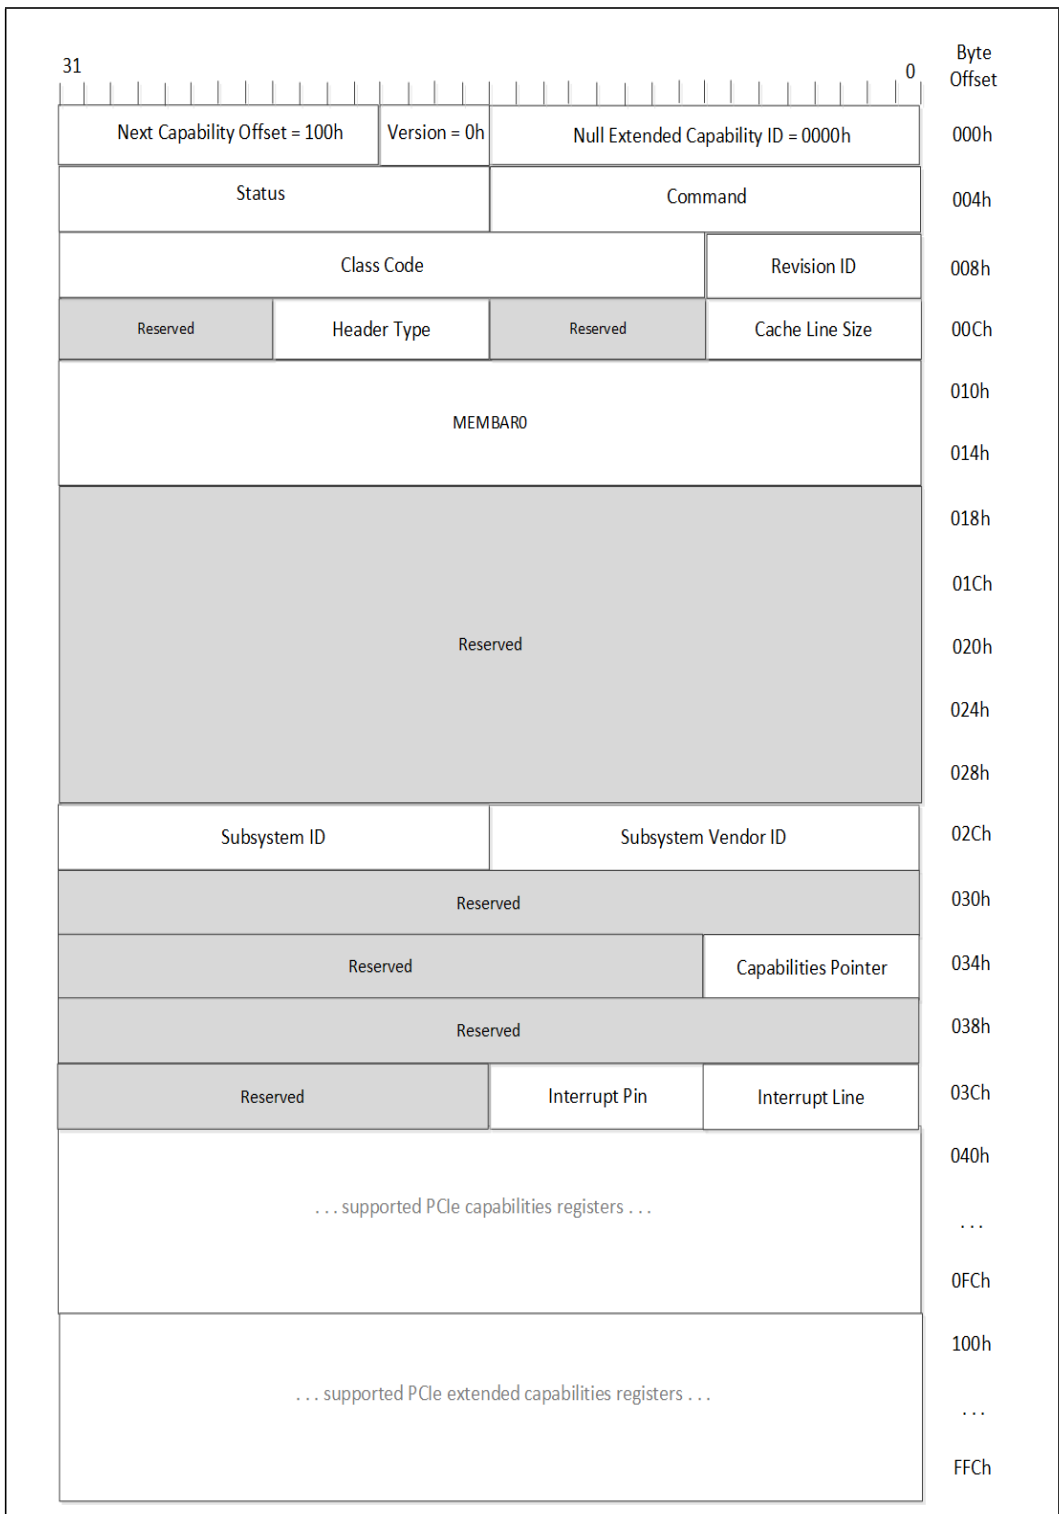 31
0
Byte
Offset
Next Capability Offset = 100h
Version = 0h
Null Extended Capability ID = 0000h
000h
Status
Command
004h
Class Code
Revision ID
008h
Reserved
Header Type
Reserved
Cache Line Size
00Ch
010h
MEMBAR0
014h
018h
01Ch
Reserved
020h
024h
028h
Subsystem ID
Subsystem Vendor ID
02Ch
Reserved
030h
Reserved
Capabilities Pointer
034h
Reserved
038h
Reserved
Interrupt Pin
Interrupt Line
03Ch
040h
. . . supported PCIe capabilities registers . . .
. . .
0FCh
100h
. . . supported PCIe extended capabilities registers . . .
. . .
FFCh